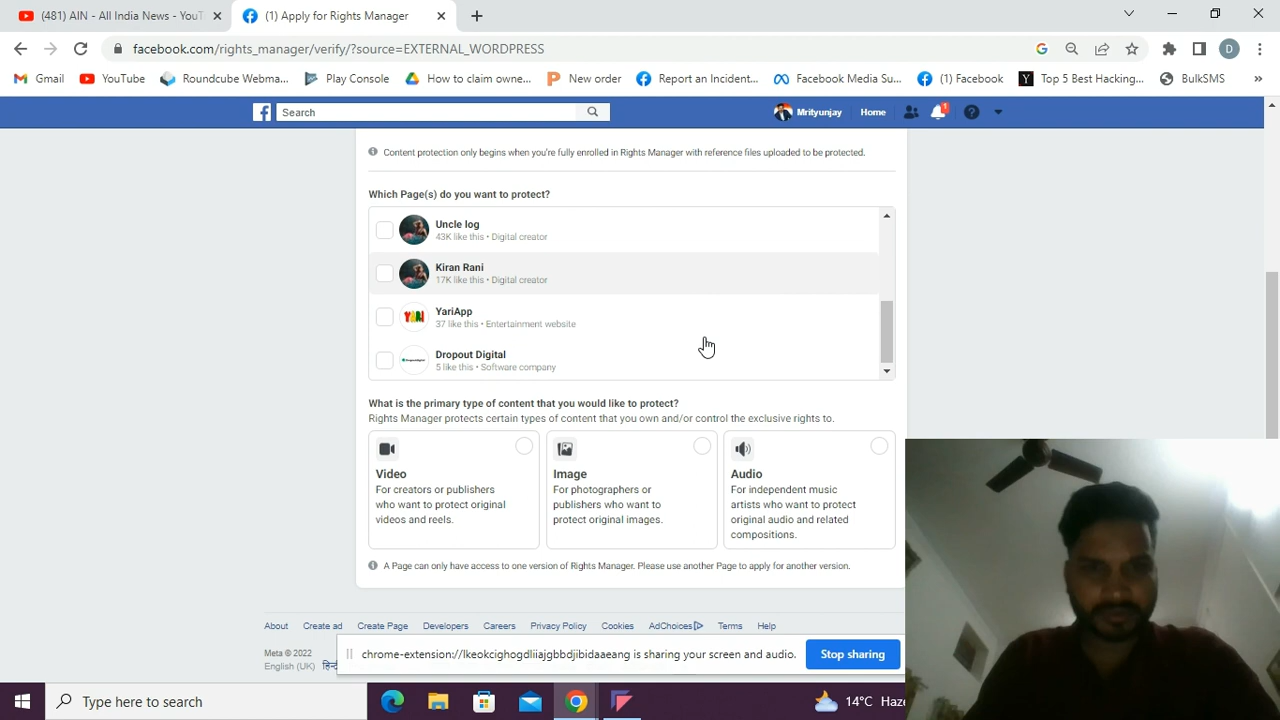 (481) AIN - All India News - YouT
(1) Apply for Rights Manager
facebook.com/rights_manager/verify/?source=EXTERNAL_WORDPRESS
Gmail
YouTube
Roundcube Webma...
Play Console
How to claim owne...
New order
Report an Incident...
Facebook Media Su...
(1) Facebook
Top 5 Best Hacking...
BulkSMS
Search
Mrityunjay
Home
1
Content protection only begins when you're fully enrolled in Rights Manager with reference files uploaded to be protected.
Which Page(s) do you want to protect?
Uncle log
43K like this • Digital creator
Kiran Rani
17K like this • Digital creator
YARI
YariApp
37 like this • Entertainment website
Dropout Digital
5 like this • Software company
What is the primary type of content that you would like to protect?
Rights Manager protects certain types of content that you own and/or control the exclusive rights to.
Video
For creators or publishers
who want to protect original
videos and reels.
Image
For photographers or
publishers who want to
protect original images.
Audio
For independent music
artists who want to protect
original audio and related
compositions.
A Page can only have access to one version of Rights Manager. Please use another Page to apply for another version.
About
Create ad
Create Page
Developers
Careers
Privacy Policy
Cookies
AdChoices
Terms
Help
Meta © 2022
English (UK)
chrome-extension://lkeokcighogdliiajgbbdjibidaaeang is sharing your screen and audio.
Stop sharing
Type here to search
14°C Haze